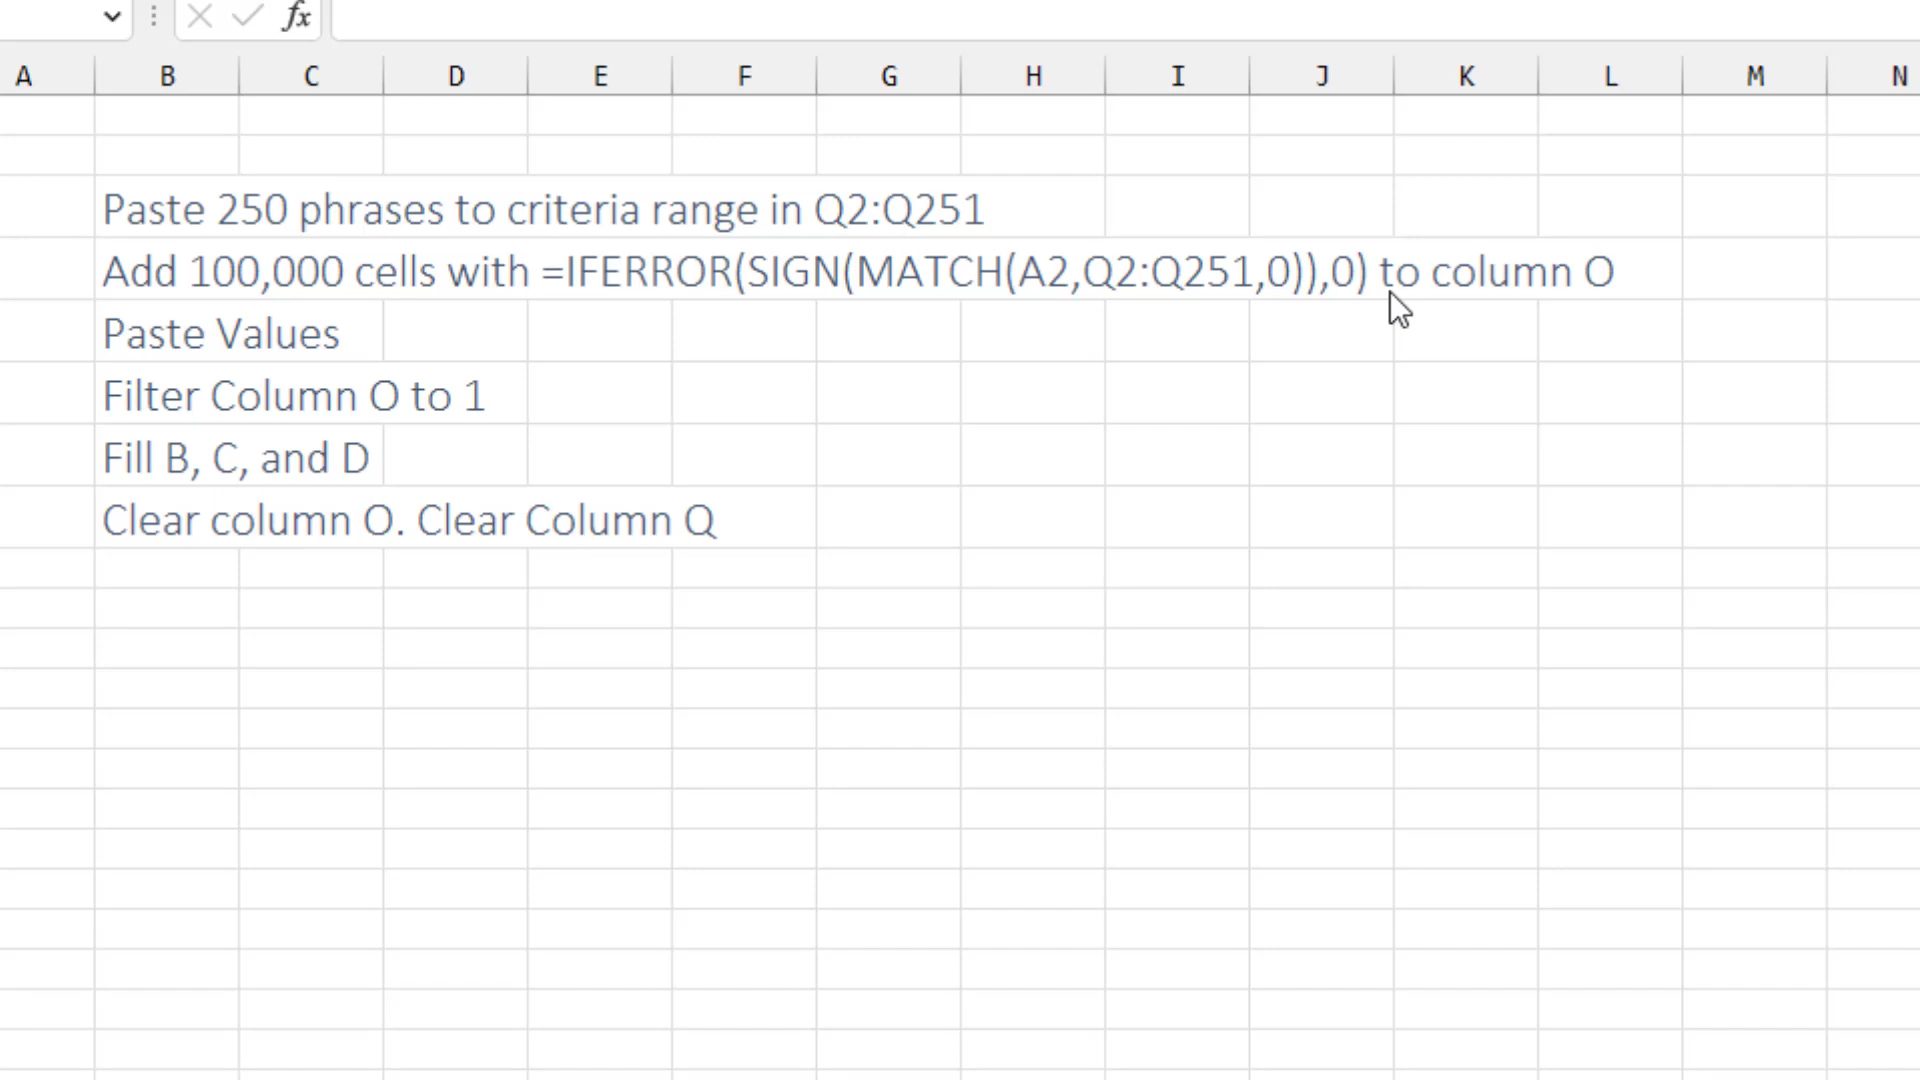 fx
A B C D E F G H I J K L M N
Paste 250 phrases to criteria range in Q2:Q251
Add 100,000 cells with =IFERROR(SIGN(MATCH(A2,Q2:Q251,0)),0) to column O
Paste Values
Filter Column O to 1
Fill B, C, and D
Clear column O. Clear Column Q